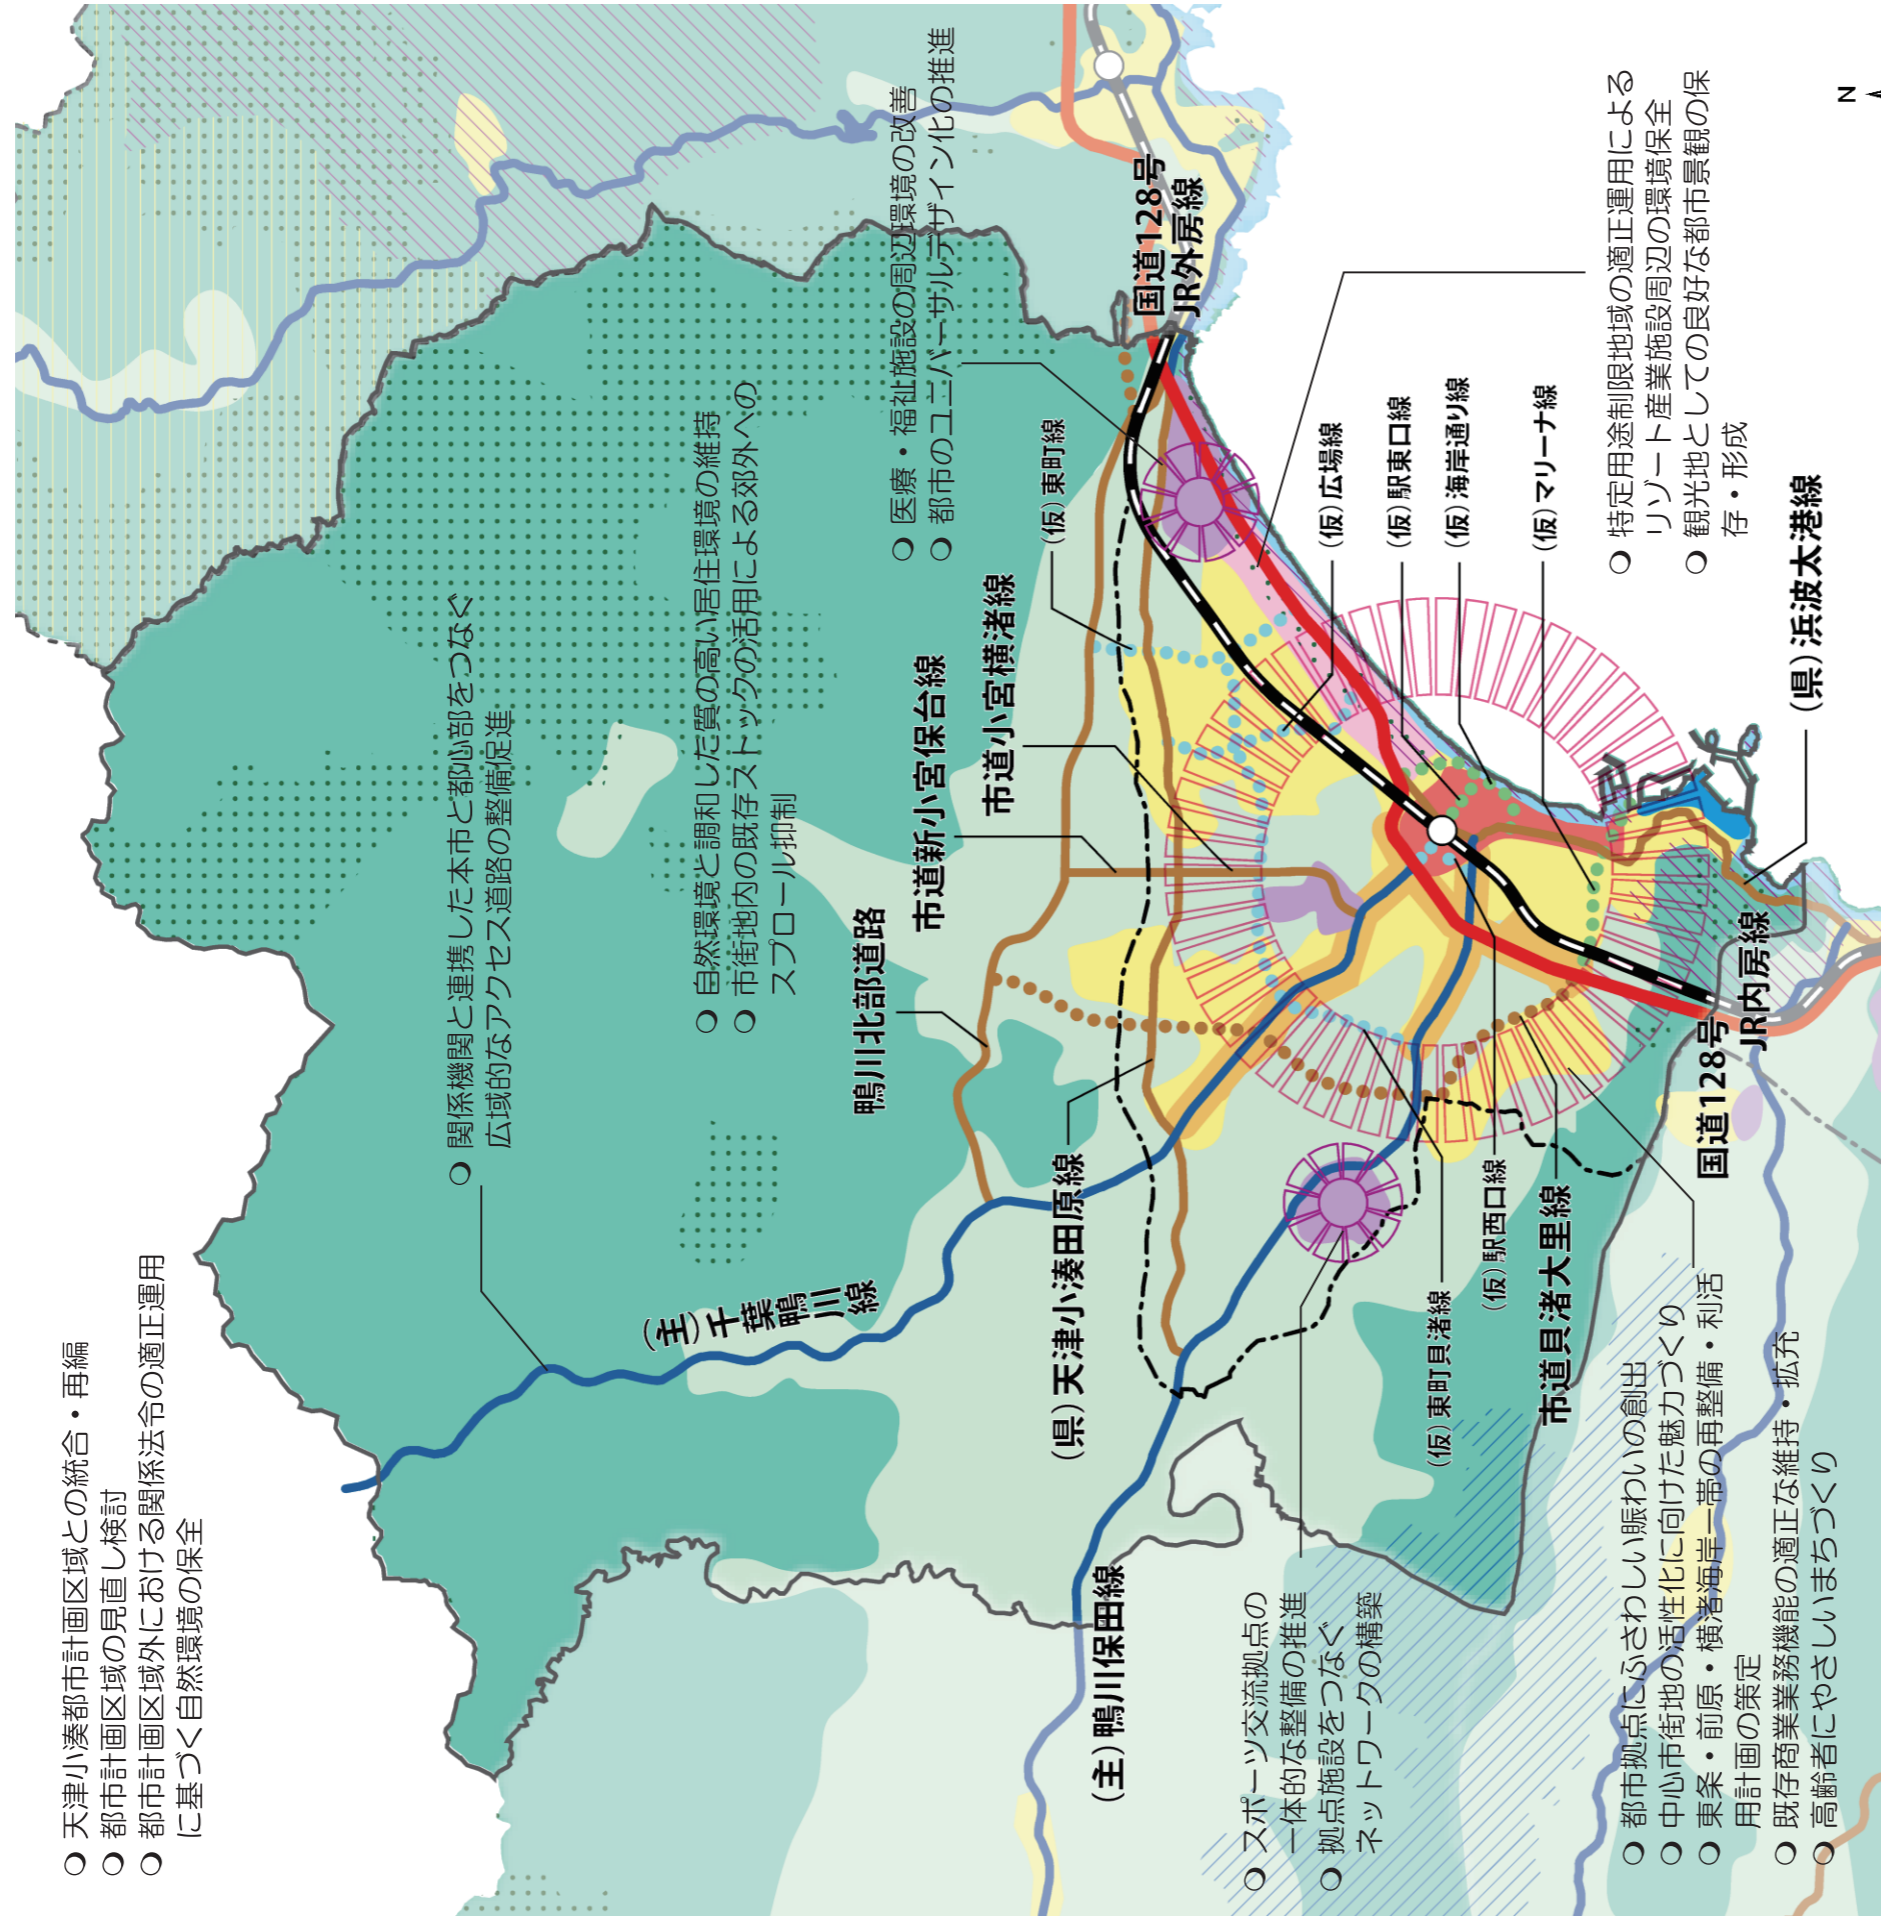 ○ 天津小湊都市計画区域との統合・再編
○ 都市計画区域の見直し検討
○ 都市計画区域外における関係法令の適正運用
に基づく自然環境の保全
○ 関係機関と連携した本市と都心部をつなぐ
広域的なアクセス道路の整備促進
○ 自然環境と調和した質の高い居住環境の維持
○ 市街地内の既存ストックの活用による郊外への
スプロール抑制
○ 医療・福祉施設の周辺環境の改善
○ 都市のユニバーサルデザイン化の推進
(主)千葉鴨川線
鴨川北部道路
市道新小宮保台線
市道小宮横渚線
(仮)東町線
国道128号
JR外房線
(県)天津小湊田原線
(主)鴨川保田線
(仮)広場線
(仮)駅東口線
(仮)海岸通り線
(仮)マリーナ線
○ 特定用途制限地域の適正運用による
リゾート産業施設周辺の環境保全
○ 観光地としての良好な都市景観の保
存・形成
(県)浜波太港線
○ スポーツ交流拠点の
一体的な整備の推進
○ 拠点施設をつなぐ
ネットワークの構築
(仮)東町貝渚線
(仮)駅西口線
市道貝渚大里線
国道128号
JR内房線
○ 都市拠点にふさわしい賑わいの創出
○ 中心市街地の活性化に向けた魅力づくり
○ 東条・前原・横渚海岸一帯の再整備・利活
用計画の策定
○ 既存商業業務機能の適正な維持・拡充
○ 高齢者にやさしいまちづくり
N